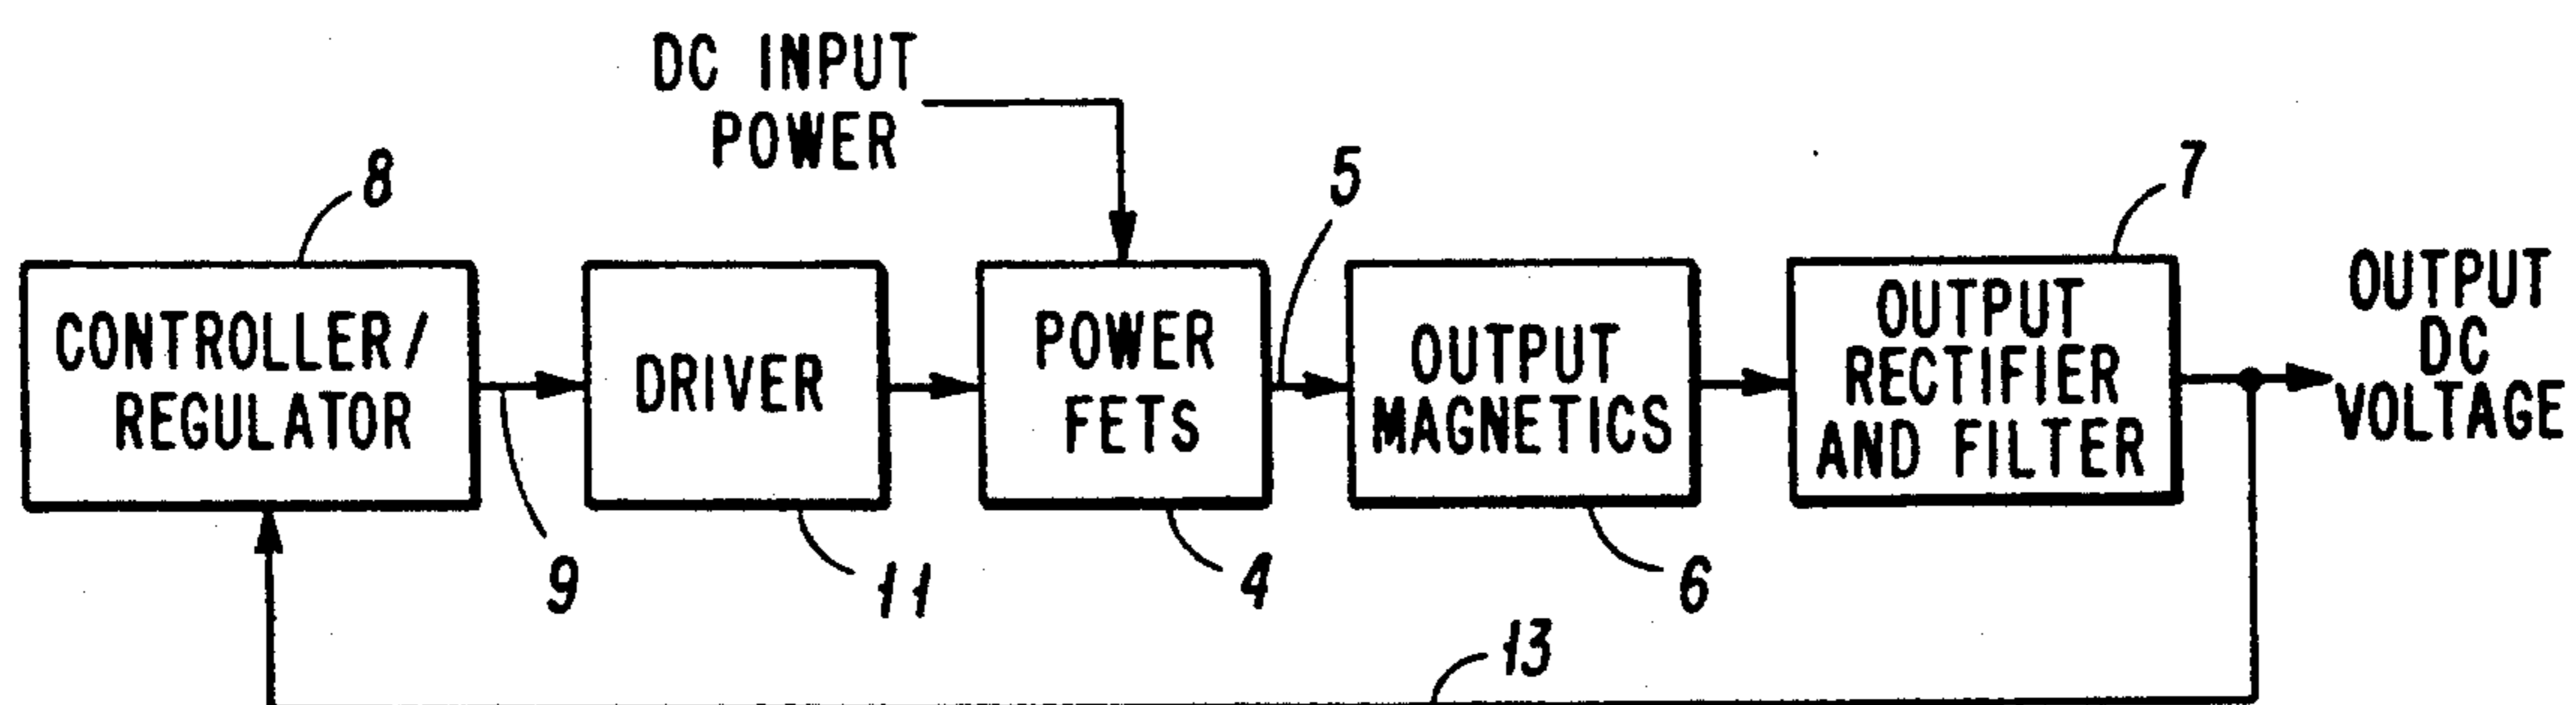 DC INPUT
POWER
8
5
7
CONTROLLER/
REGULATOR
DRIVER
POWER
FETS
OUTPUT
MAGNETICS
OUTPUT
RECTIFIER
AND FILTER
OUTPUT
DC
VOLTAGE
9
11
4
6
13